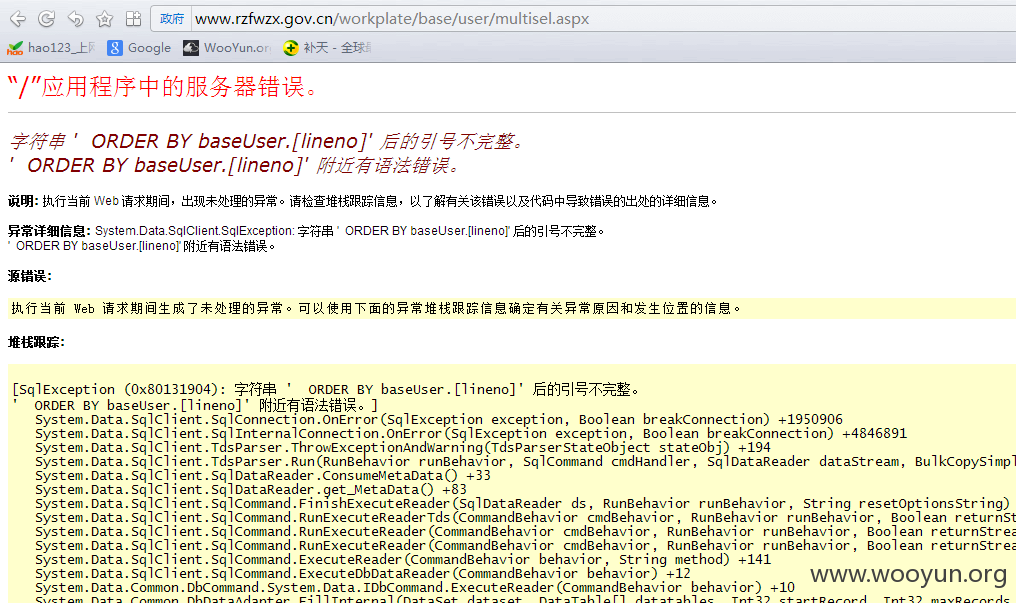 政府 www.rzfwzx.gov.cn/workplate/base/user/multisel.aspx
hao123_上网 Google WooYun.or 补天 - 全球
“/”应用程序中的服务器错误。
字符串 ' ORDER BY baseUser.[lineno]' 后的引号不完整。
' ORDER BY baseUser.[lineno]' 附近有语法错误。
说明: 执行当前 Web 请求期间，出现未处理的异常。请检查堆栈跟踪信息，以了解有关该错误以及代码中导致错误的出处的详细信息。
异常详细信息: System.Data.SqlClient.SqlException: 字符串 ' ORDER BY baseUser.[lineno]' 后的引号不完整。
' ORDER BY baseUser.[lineno]' 附近有语法错误。
源错误:
执行当前 Web 请求期间生成了未处理的异常。可以使用下面的异常堆栈跟踪信息确定有关异常原因和发生位置的信息。
堆栈跟踪:
[SqlException (0x80131904): 字符串 ' ORDER BY baseUser.[lineno]' 后的引号不完整。
' ORDER BY baseUser.[lineno]' 附近有语法错误。]
System.Data.SqlClient.SqlConnection.OnError(SqlException exception, Boolean breakConnection) +1950906
System.Data.SqlClient.SqlInternalConnection.OnError(SqlException exception, Boolean breakConnection) +4846891
System.Data.SqlClient.TdsParser.ThrowExceptionAndWarning(TdsParserStateObject stateObj) +194
System.Data.SqlClient.TdsParser.Run(RunBehavior runBehavior, SqlCommand cmdHandler, SqlDataReader dataStream, BulkCopySimpl
System.Data.SqlClient.SqlDataReader.ConsumeMetaData() +33
System.Data.SqlClient.SqlDataReader.get_MetaData() +83
System.Data.SqlClient.SqlCommand.FinishExecuteReader(SqlDataReader ds, RunBehavior runBehavior, String resetOptionsString)
System.Data.SqlClient.SqlCommand.RunExecuteReaderTds(CommandBehavior cmdBehavior, RunBehavior runBehavior, Boolean returnSt
System.Data.SqlClient.SqlCommand.RunExecuteReader(CommandBehavior cmdBehavior, RunBehavior runBehavior, Boolean returnStrea
System.Data.SqlClient.SqlCommand.RunExecuteReader(CommandBehavior cmdBehavior, RunBehavior runBehavior, Boolean returnStrea
System.Data.SqlClient.SqlCommand.ExecuteReader(CommandBehavior behavior, String method) +141
System.Data.SqlClient.SqlCommand.ExecuteDbDataReader(CommandBehavior behavior) +12
System.Data.Common.DbCommand.System.Data.IDbCommand.ExecuteReader(CommandBehavior behavior) +10
System.Data.Common.DbDataAdapter.FillInternal(DataSet dataset, DataTable[] datatables, Int32 startRecord, Int32 maxRecords,
www.wooyun.org